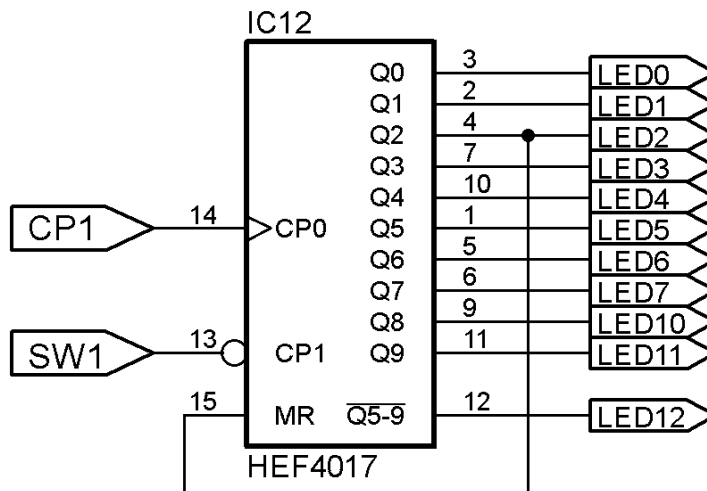 IC12
Q0 3 LED0
Q1 2 LED1
Q2 4 LED2
Q3 7 LED3
Q4 10 LED4
CP1 14 CP0 Q5 1 LED5
Q6 5 LED6
Q7 6 LED7
Q8 9 LED10
SW1 13 CP1 Q9 11 LED11
15 MR Q5-9 12 LED12
HEF4017